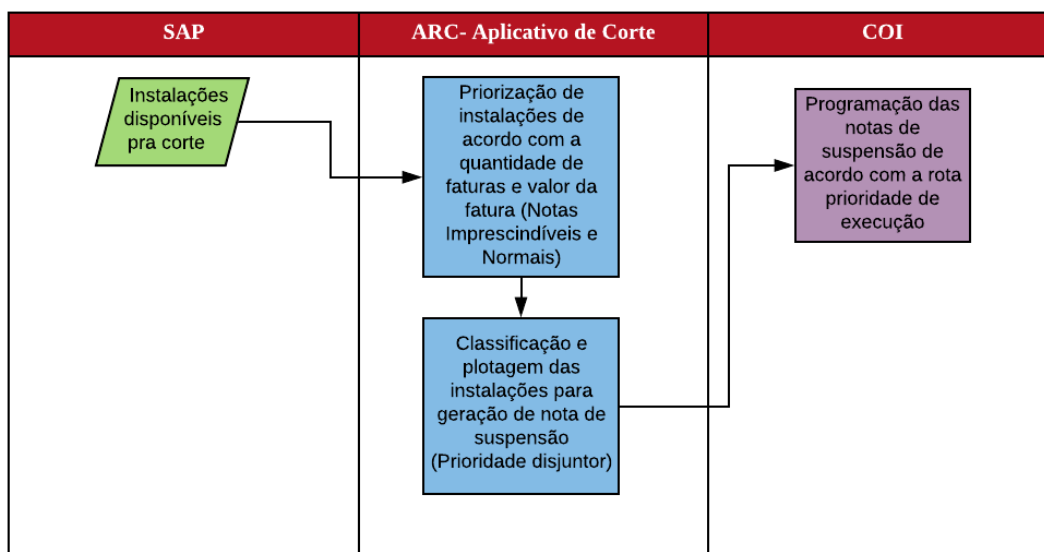 SAP
ARC- Aplicativo de Corte
COI
Instalações
disponíveis
pra corte
Priorização de
instalações de
acordo com a
quantidade de
faturas e valor da
fatura (Notas
Imprescindíveis e
Normais)
Classificação e
plotagem das
instalações para
geração de nota de
suspensão
(Prioridade disjuntor)
Programação das
notas de
suspensão de
acordo com a rota
prioridade de
execução